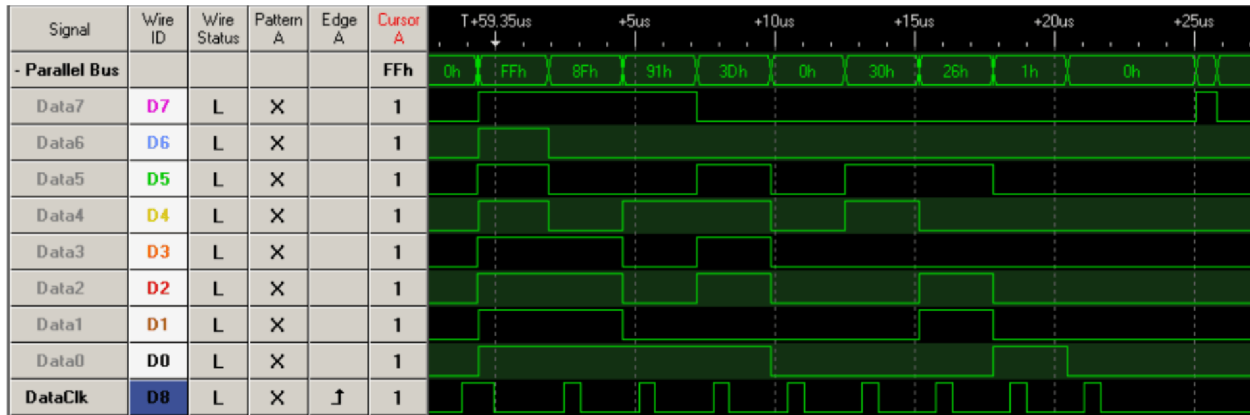 Signal Wire ID Wire Status Pattern A Edge A Cursor A T+59.35us +5us +10us +15us +20us +25us
- Parallel Bus FFh 0h FFh 8Fh 91h 3Dh 0h 30h 26h 1h 0h
Data7 D7 L X 1
Data6 D6 L X 1
Data5 D5 L X 1
Data4 D4 L X 1
Data3 D3 L X 1
Data2 D2 L X 1
Data1 D1 L X 1
Data0 D0 L X 1
DataClk D8 L X 1